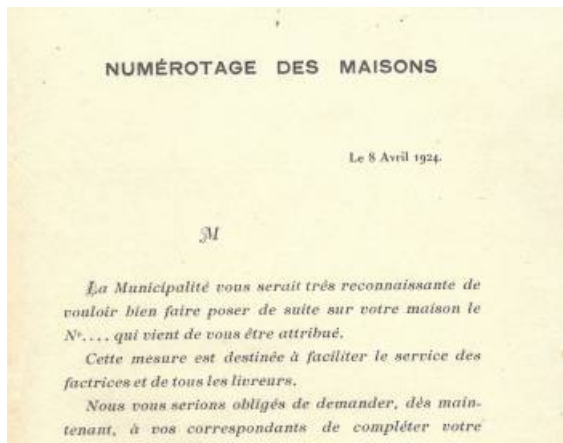 NUMÉROTAGE DES MAISONS
Le 8 Avril 1924.
M
La Municipalité vous serait très reconnaissante de
vouloir bien faire poser de suite sur votre maison le
N°.... qui vient de vous être attribué.
Cette mesure est destinée à faciliter le service des
factrices et de tous les livreurs.
Nous vous serions obligés de demander, dès main-
tenant, à vos correspondants de compléter votre